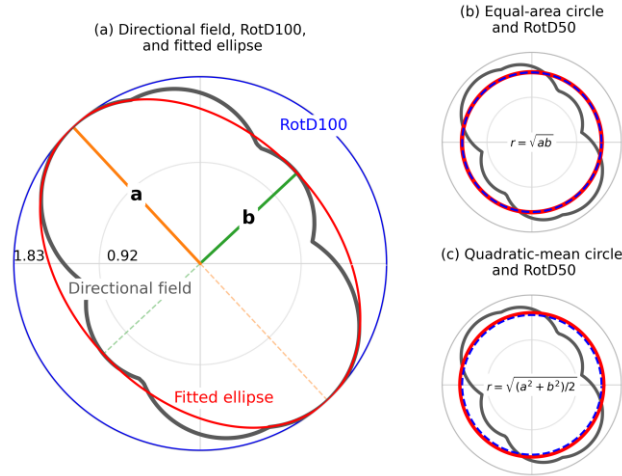 (a) Directional field, RotD100,
and fitted ellipse
RotD100
a
b
1.83
0.92
Directional field
Fitted ellipse
(b) Equal-area circle
and RotD50
r = √ab
(c) Quadratic-mean circle
and RotD50
r = √(a² + b²)/2